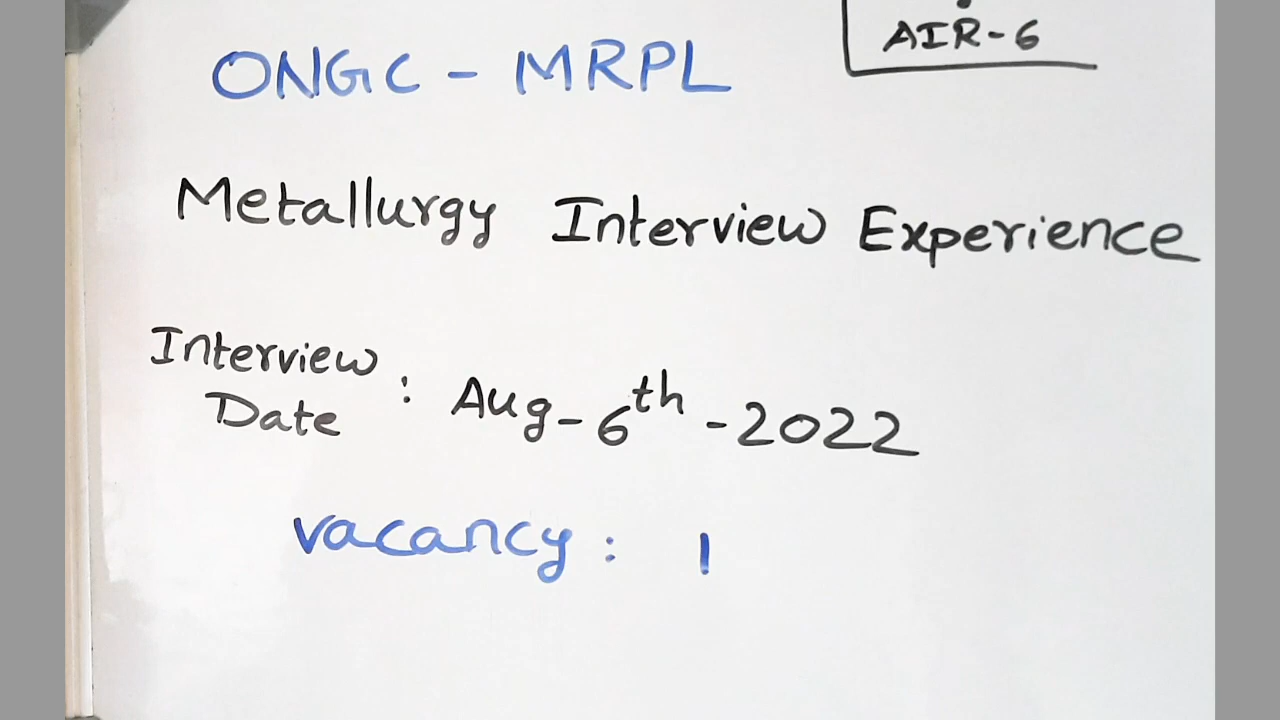 AIR-6
ONGC - MRPL
Metallurgy Interview Experience
Interview
Date : Aug-6th-2022
vacancy : 1